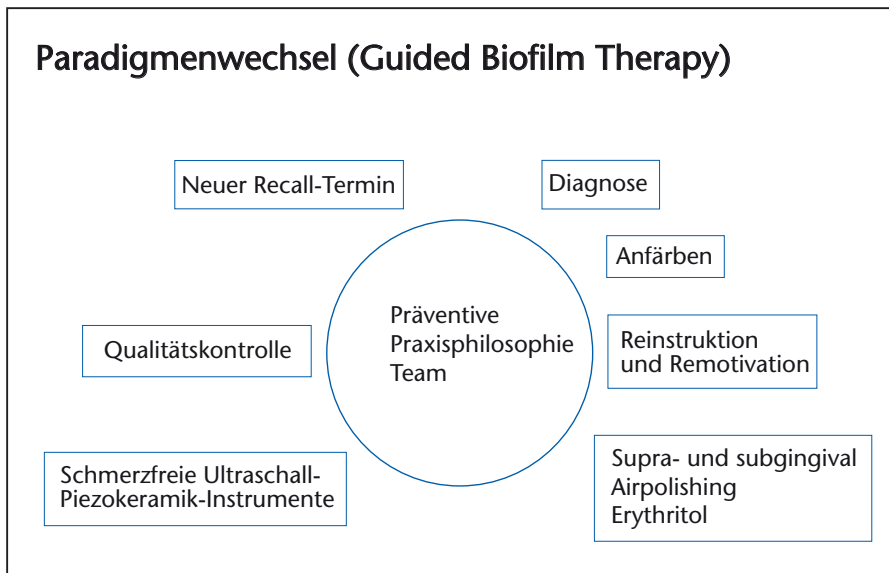 Paradigmenwechsel (Guided Biofilm Therapy)
Neuer Recall-Termin
Diagnose
Anfärben
Präventive
Praxisphilosophie
Team
Qualitätskontrolle
Reinstruktion
und Remotivation
Schmerzfreie Ultraschall-
Piezokeramik-Instrumente
Supra- und subgingival
Airpolishing
Erythritol